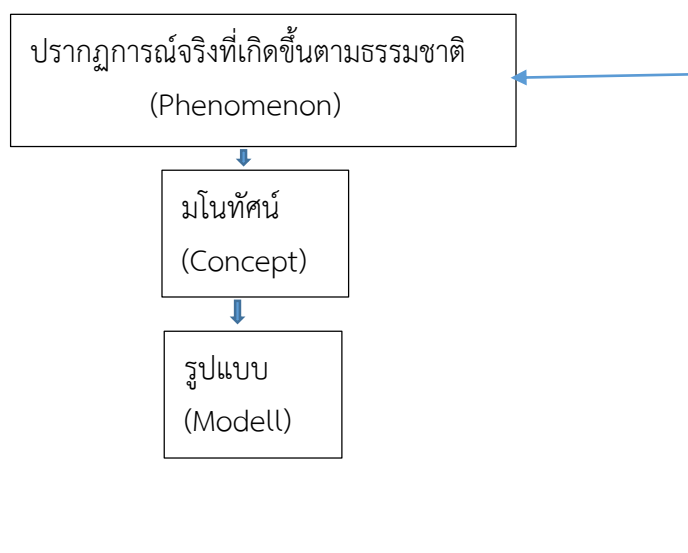 ปรากฏการณ์จริงที่เกิดขึ้นตามธรรมชาติ
(Phenomenon)
มโนทัศน์
(Concept)
รูปแบบ
(Modell)